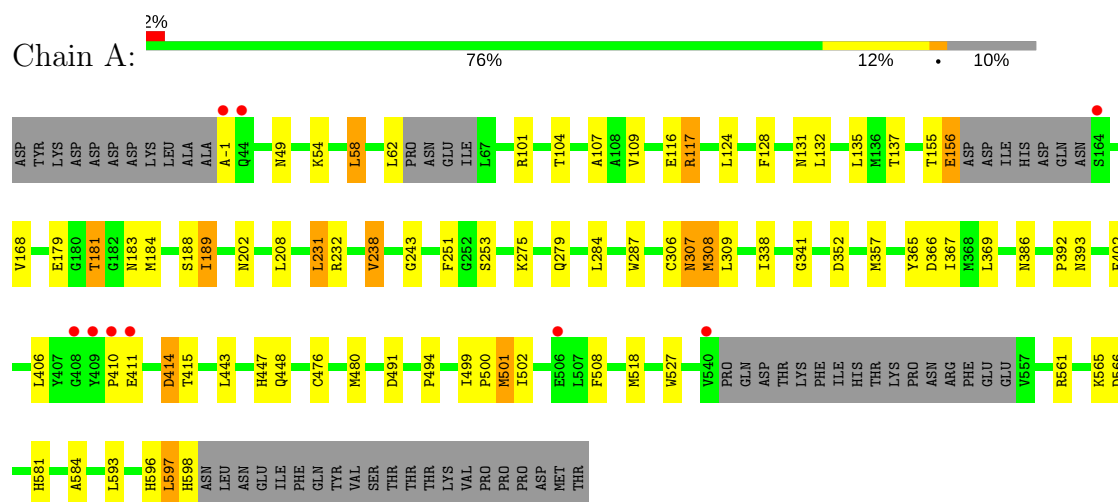 2%
Chain A:
76% 12% • 10%
ASP TYR LYS ASP ASP ASP ASP LYS LEU ALA ALA A-1 Q44 N49 K54 L58 L62 PRO ASN GLU ILE L67 R101 T104 A107 A108 V109 E116 R117 L124 F128 N131 L132 L135 M136 T137 T155 E156 ASP ASP ILE HIS ASP GLN ASN S164
V168 E179 G180 T181 G182 N183 M184 S188 I189 N202 L208 L231 R232 V238 G243 F251 G252 S253 K275 Q279 L284 W287 C306 N307 M308 L309 I338 G341 D352 M357 Y365 D366 I367 M368 L369 N386 P392 N393
L406 Y407 G408 Y409 P410 E411 D414 T415 L443 H447 Q448 C476 M480 D491 P494 I499 P500 M501 I502 E506 L507 F508 M518 W527 V540 PRO GLN ASP THR LYS PHE ILE HIS THR LYS PRO ASN ARG PHE GLU GLU V557 R561 K565
H581 A584 L593 H596 L597 H598 ASN LEU ASN GLU ILE PHE GLN TYR VAL SER THR THR THR LYS VAL PRO PRO PRO ASP MET THR